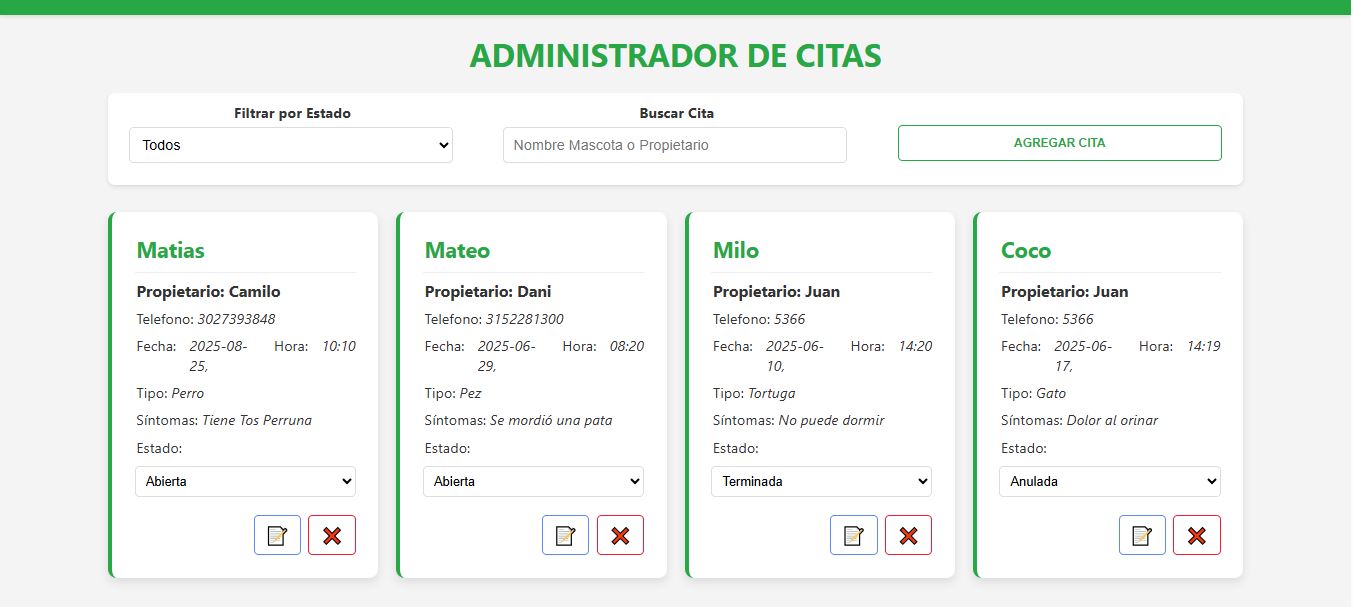 ADMINISTRADOR DE CITAS
Filtrar por Estado
Todos
Buscar Cita
Nombre Mascota o Propietario
AGREGAR CITA
Matias
Propietario: Camilo
Telefono: 3027393848
Fecha: 2025-08-25, Hora: 10:10
Tipo: Perro
Síntomas: Tiene Tos Perruna
Estado:
Abierta
Mateo
Propietario: Dani
Telefono: 3152281300
Fecha: 2025-06-29, Hora: 08:20
Tipo: Pez
Síntomas: Se mordió una pata
Estado:
Abierta
Milo
Propietario: Juan
Telefono: 5366
Fecha: 2025-06-10, Hora: 14:20
Tipo: Tortuga
Síntomas: No puede dormir
Estado:
Terminada
Coco
Propietario: Juan
Telefono: 5366
Fecha: 2025-06-17, Hora: 14:19
Tipo: Gato
Síntomas: Dolor al orinar
Estado:
Anulada